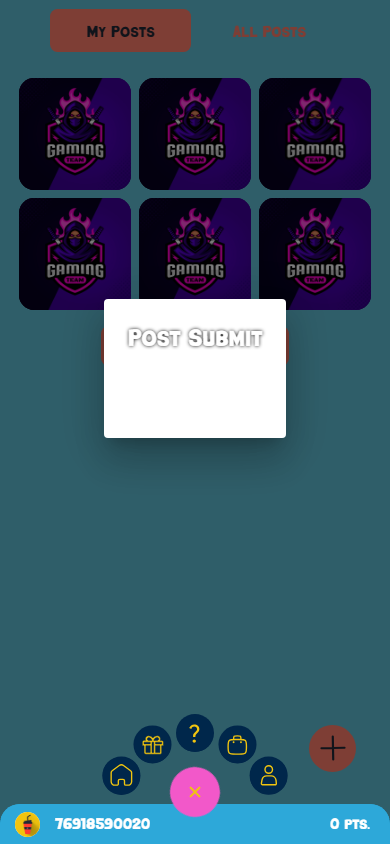 My Posts
All Posts
GAMING
TEAM
GAMING
TEAM
GAMING
TEAM
GAMING
TEAM
GAMING
TEAM
GAMING
TEAM
Post Submit
?
76918590020
0 PTS.